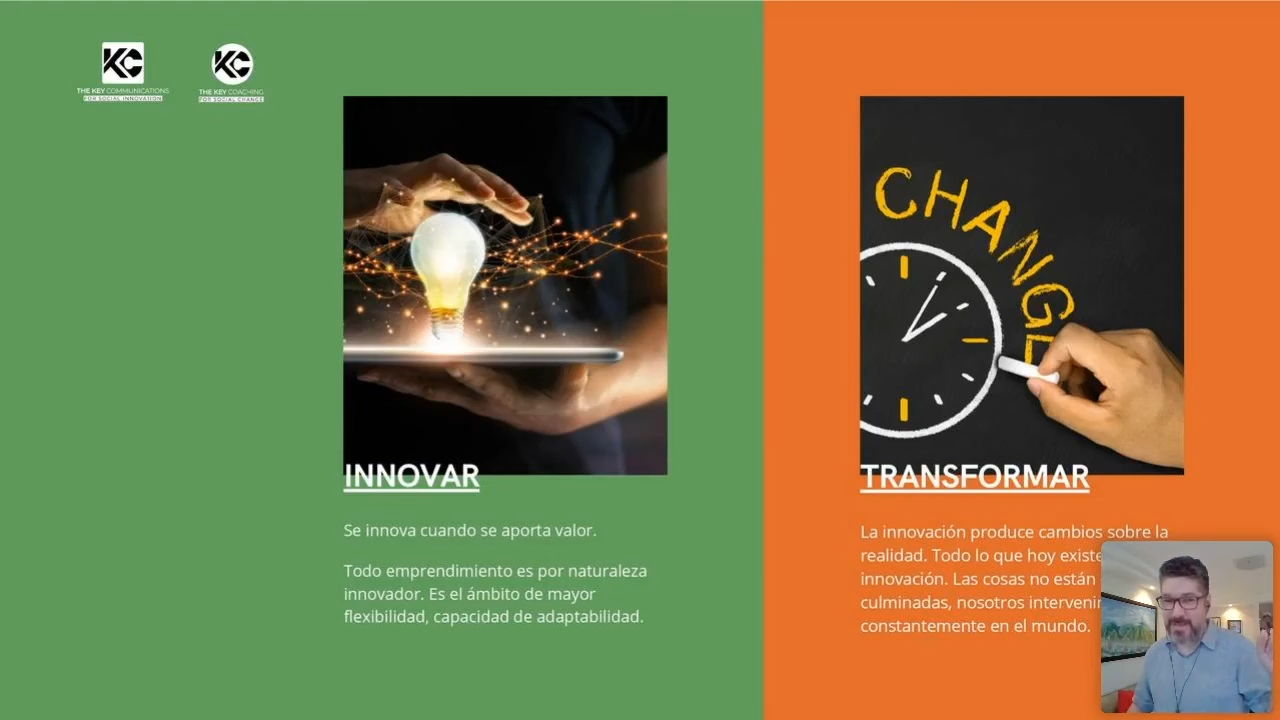 THE KEY COMMUNICATIONS
FOR SOCIAL INNOVATION
THE KEY COACHING
FOR SOCIAL CHANGE
CHANGE
INNOVAR
Se innova cuando se aporta valor.
Todo emprendimiento es por naturaleza
innovador. Es el ámbito de mayor
flexibilidad, capacidad de adaptabilidad.
TRANSFORMAR
La innovación produce cambios sobre la
realidad. Todo lo que hoy existe
innovación. Las cosas no están
culminadas, nosotros
constantemente en el mundo.